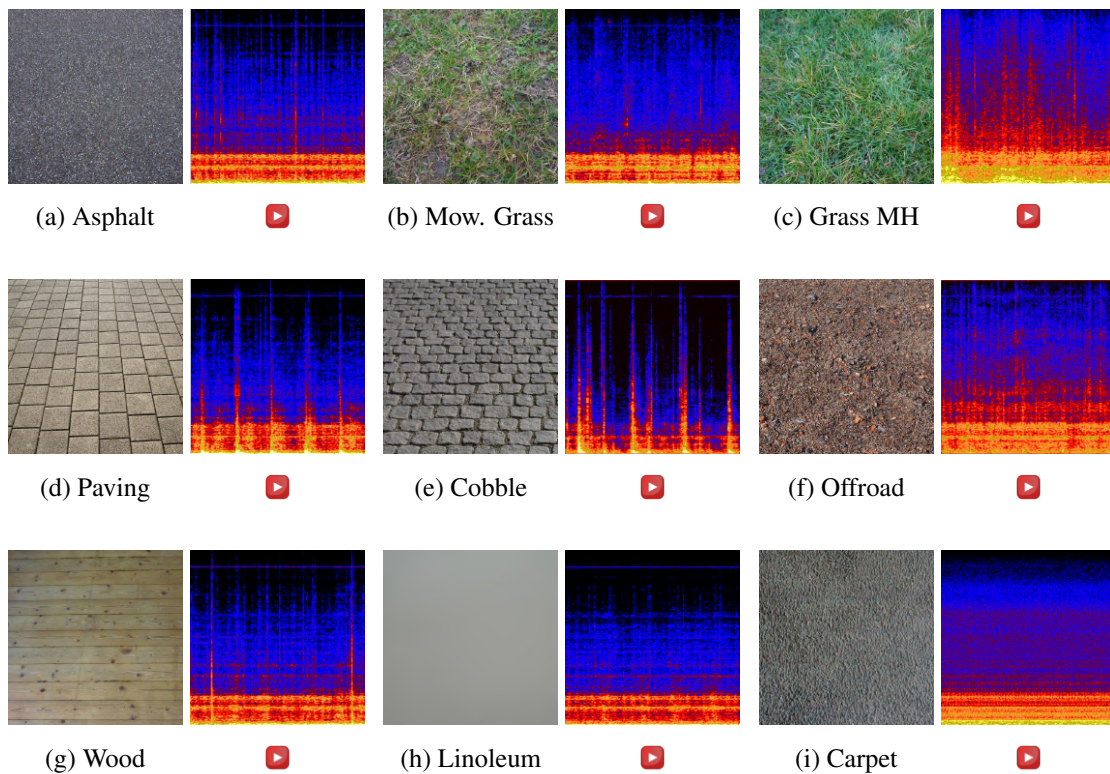 (a) Asphalt
(b) Mow. Grass
(c) Grass MH
(d) Paving
(e) Cobble
(f) Offroad
(g) Wood
(h) Linoleum
(i) Carpet